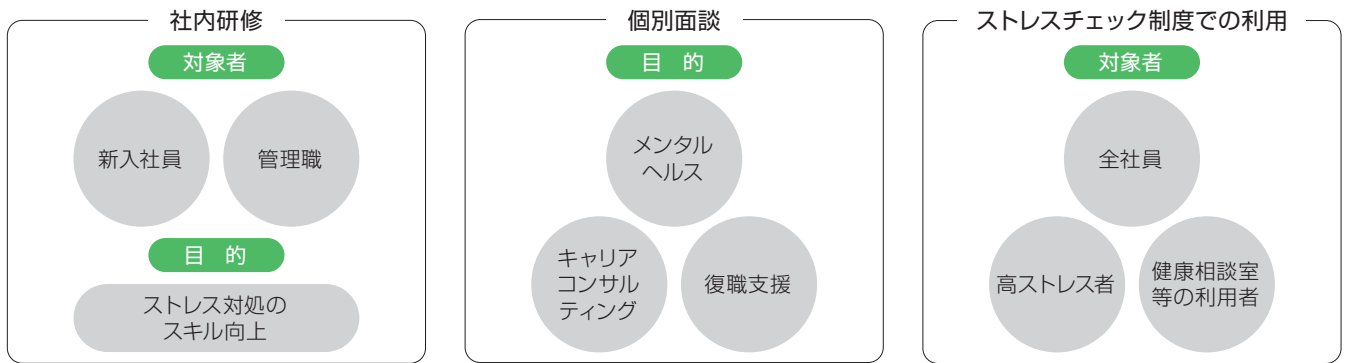 社内研修
対象者
新入社員
管理職
目 的
ストレス対処の
スキル向上
個別面談
目 的
メンタル
ヘルス
キャリア
コンサル
ティング
復職支援
ストレスチェック制度での利用
対象者
全社員
高ストレス者
健康相談室
等の利用者